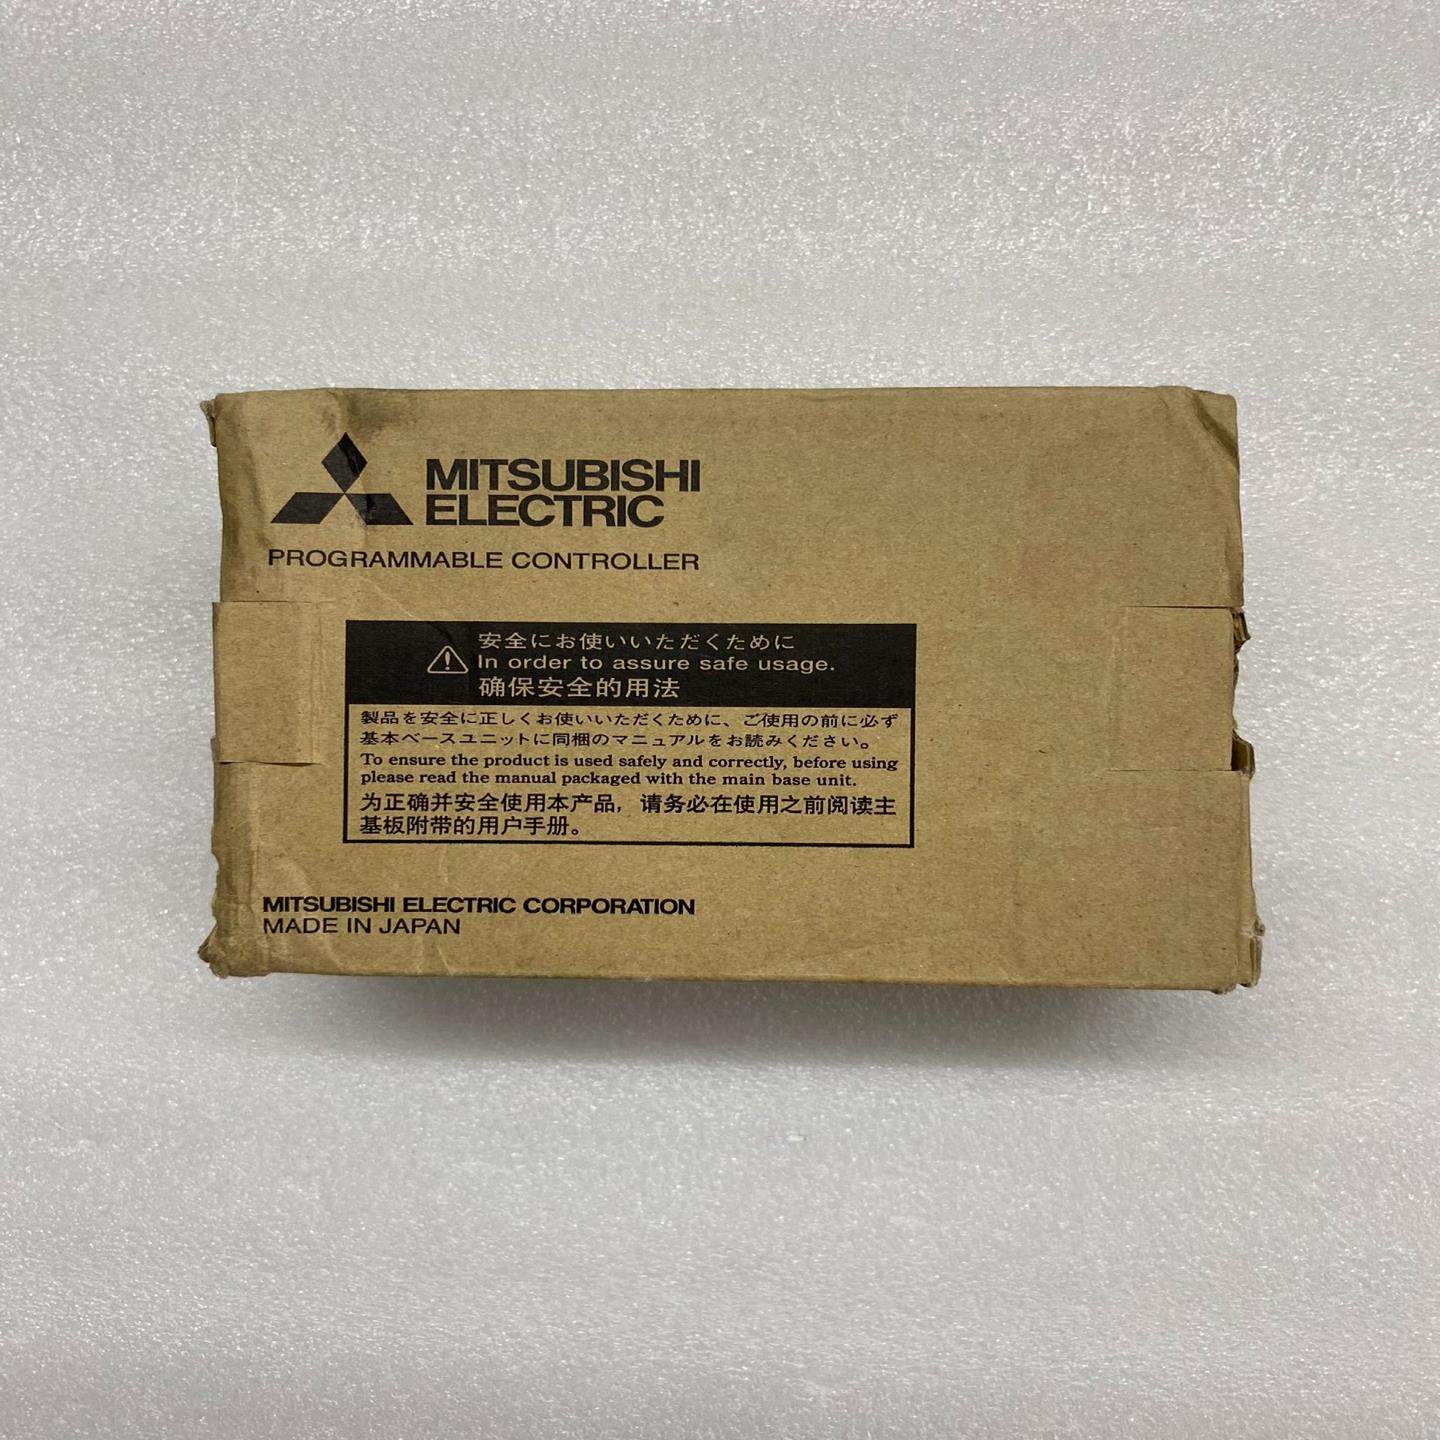 MITSUBISHI
ELECTRIC
PROGRAMMABLE CONTROLLER
安全にお使いいただくために
In order to assure safe usage.
确保安全的用法
製品を安全に正しくお使いいただくために、ご使用の前に必ず
基本ベースユニットに同梱のマニュアルをお読みください。
To ensure the product is used safely and correctly, before using
please read the manual packaged with the main base unit.
为正确并安全使用本产品，请务必在使用之前阅读主
基板附带的用户手册。
MITSUBISHI ELECTRIC CORPORATION
MADE IN JAPAN